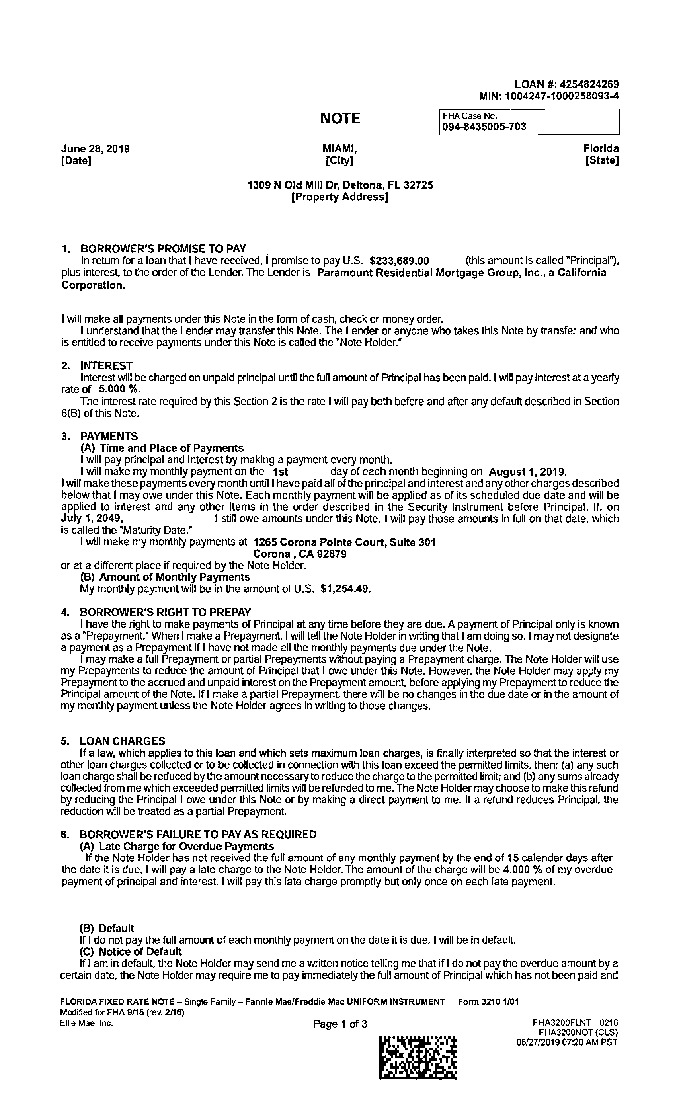 LOAN #: 4254824269
MIN: 1004247-1000258093-4
NOTE
FHA Case No.
094-8435005-703
June 28, 2019
MIAMI,
Florida
[Date]
[City]
[State]
1309 N Old Mill Dr, Deltona, FL 32725
[Property Address]
1. BORROWER'S PROMISE TO PAY
In return for a loan that I have received, I promise to pay U.S. $233,689.00 (this amount is called "Principal"),
plus interest, to the order of the Lender. The Lender is Paramount Residential Mortgage Group, Inc., a California
Corporation.
I will make all payments under this Note in the form of cash, check or money order.
I understand that the Lender may transfer this Note. The Lender or anyone who takes this Note by transfer and who
is entitled to receive payments under this Note is called the "Note Holder."
2. INTEREST
Interest will be charged on unpaid principal until the full amount of Principal has been paid. I will pay interest at a yearly
rate of 5.000 %.
The interest rate required by this Section 2 is the rate I will pay both before and after any default described in Section
6(B) of this Note.
3. PAYMENTS
(A) Time and Place of Payments
I will pay principal and interest by making a payment every month.
I will make my monthly payment on the 1st day of each month beginning on August 1, 2019.
I will make these payments every month until I have paid all of the principal and interest and any other charges described
below that I may owe under this Note. Each monthly payment will be applied as of its scheduled due date and will be
applied to interest and any other items in the order described in the Security Instrument before Principal. If, on
July 1, 2049, I still owe amounts under this Note, I will pay those amounts in full on that date, which
is called the "Maturity Date."
I will make my monthly payments at 1265 Corona Pointe Court, Suite 301
Corona , CA 92879
or at a different place if required by the Note Holder.
(B) Amount of Monthly Payments
My monthly payment will be in the amount of U.S. $1,254.49.
4. BORROWER'S RIGHT TO PREPAY
I have the right to make payments of Principal at any time before they are due. A payment of Principal only is known
as a "Prepayment." When I make a Prepayment, I will tell the Note Holder in writing that I am doing so. I may not designate
a payment as a Prepayment if I have not made all the monthly payments due under the Note.
I may make a full Prepayment or partial Prepayments without paying a Prepayment charge. The Note Holder will use
my Prepayments to reduce the amount of Principal that I owe under this Note. However, the Note Holder may apply my
Prepayment to the accrued and unpaid interest on the Prepayment amount, before applying my Prepayment to reduce the
Principal amount of the Note. If I make a partial Prepayment, there will be no changes in the due date or in the amount of
my monthly payment unless the Note Holder agrees in writing to those changes.
5. LOAN CHARGES
If a law, which applies to this loan and which sets maximum loan charges, is finally interpreted so that the interest or
other loan charges collected or to be collected in connection with this loan exceed the permitted limits, then: (a) any such
loan charge shall be reduced by the amount necessary to reduce the charge to the permitted limit; and (b) any sums already
collected from me which exceeded permitted limits will be refunded to me. The Note Holder may choose to make this refund
by reducing the Principal I owe under this Note or by making a direct payment to me. If a refund reduces Principal, the
reduction will be treated as a partial Prepayment.
6. BORROWER'S FAILURE TO PAY AS REQUIRED
(A) Late Charge for Overdue Payments
If the Note Holder has not received the full amount of any monthly payment by the end of 15 calendar days after
the date it is due, I will pay a late charge to the Note Holder. The amount of the charge will be 4.000 % of my overdue
payment of principal and interest. I will pay this late charge promptly but only once on each late payment.
(B) Default
If I do not pay the full amount of each monthly payment on the date it is due, I will be in default.
(C) Notice of Default
If I am in default, the Note Holder may send me a written notice telling me that if I do not pay the overdue amount by a
certain date, the Note Holder may require me to pay immediately the full amount of Principal which has not been paid and
FLORIDA FIXED RATE NOTE – Single Family – Fannie Mae/Freddie Mac UNIFORM INSTRUMENT Form 3210 1/01
Modified for FHA 9/15 (rev. 2/16)
Ellie Mae, Inc.
Page 1 of 3
FHA3200FLNT 0216
FHA3200NOT (CLS)
06/27/2019 07:20 AM PST